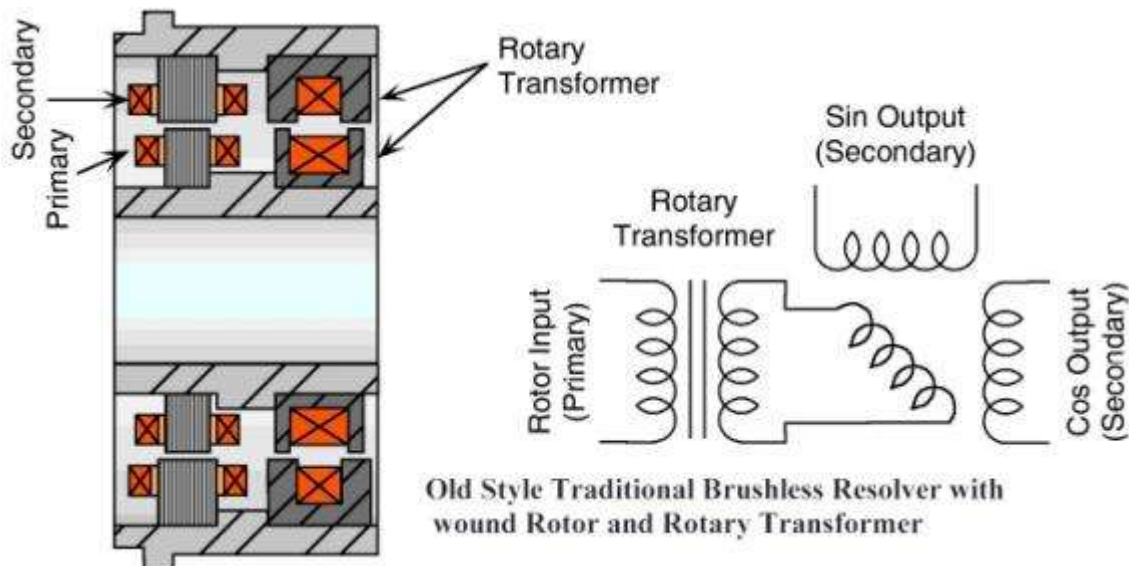 Secondary
Primary
Rotary
Transformer
Sin Output
(Secondary)
Rotary
Transformer
Rotor Input
(Primary)
Cos Output
(Secondary)
Old Style Traditional Brushless Resolver with
wound Rotor and Rotary Transformer